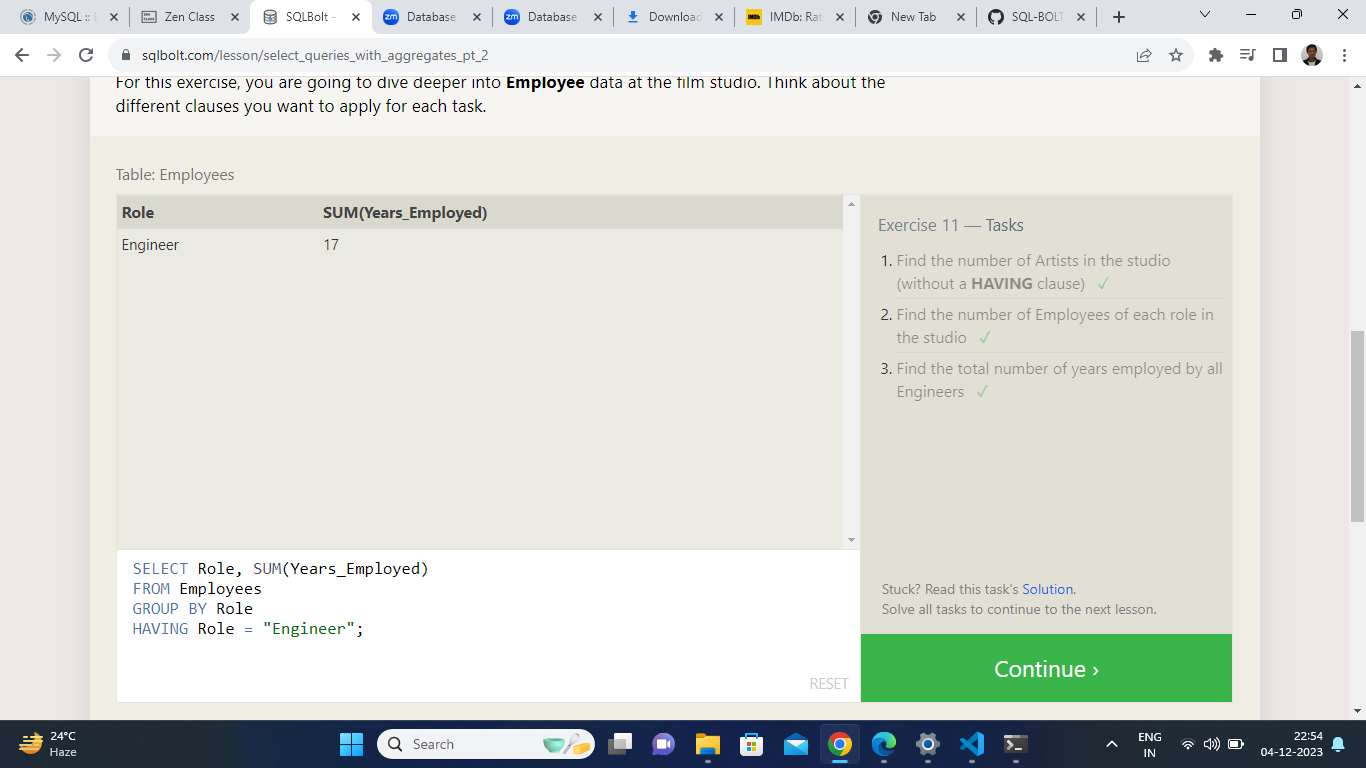 MySQL :: 
Zen Class
SQLBolt -
Database
Database
Download
IMDb: Rat
New Tab
SQL-BOLT
sqlbolt.com/lesson/select_queries_with_aggregates_pt_2
For this exercise, you are going to dive deeper into Employee data at the film studio. Think about the
different clauses you want to apply for each task.
Table: Employees
Role SUM(Years_Employed)
Engineer 17
Exercise 11 — Tasks
1. Find the number of Artists in the studio
(without a HAVING clause) ✓
2. Find the number of Employees of each role in
the studio ✓
3. Find the total number of years employed by all
Engineers ✓
SELECT Role, SUM(Years_Employed)
FROM Employees
GROUP BY Role
HAVING Role = "Engineer";
RESET
Stuck? Read this task's Solution.
Solve all tasks to continue to the next lesson.
Continue ›
24°C
Haze
Search
ENG
IN
22:54
04-12-2023